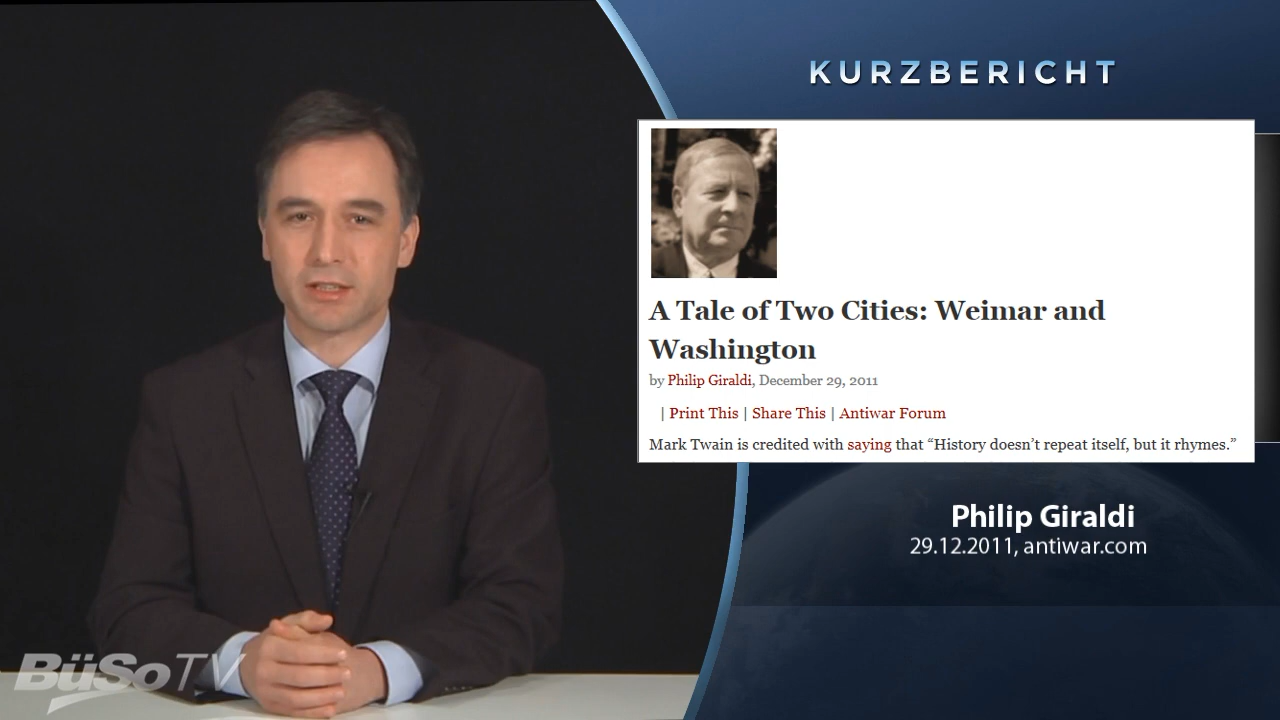 KURZBERICHT
A Tale of Two Cities: Weimar and
Washington
by Philip Giraldi, December 29, 2011
| Print This | Share This | Antiwar Forum
Mark Twain is credited with saying that “History doesn’t repeat itself, but it rhymes.”
Philip Giraldi
29.12.2011, antiwar.com
BüSoTV